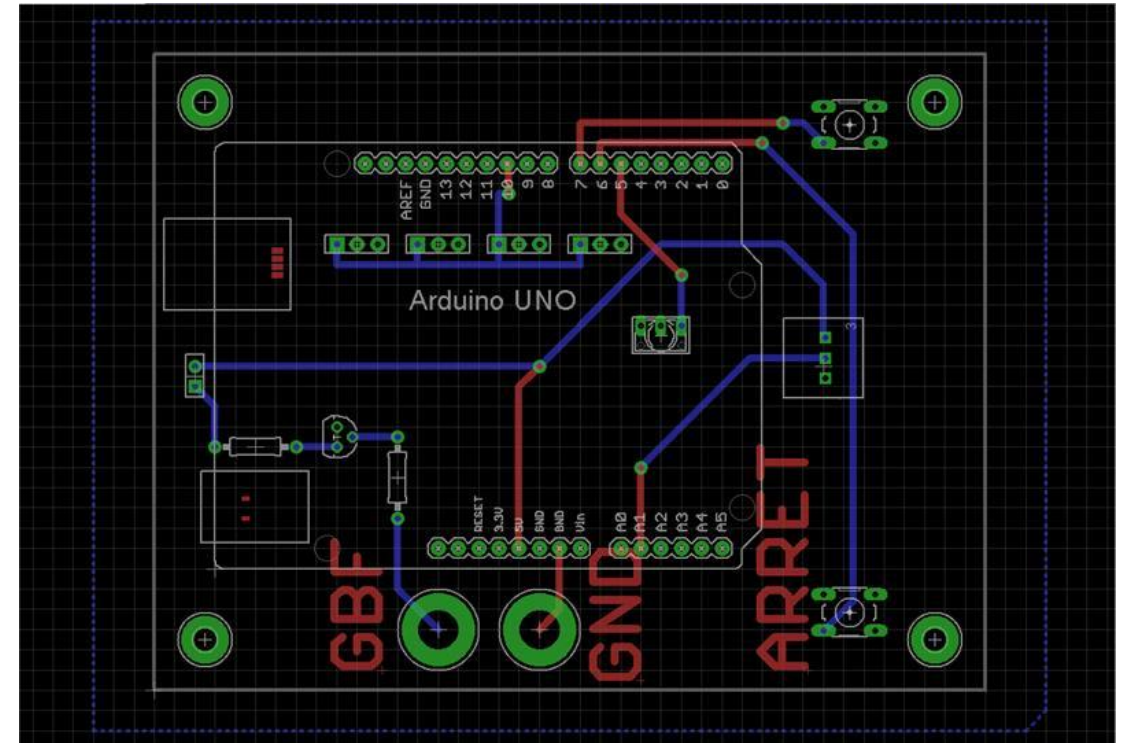 AREF GND 13 12 11 10 9 8 7 6 5 4 3 2 1 0
Arduino UNO
3
RESET 3.3V 5V GND GND Vin A0 A1 A2 A3 A4 A5
GBF
GND
ARRET